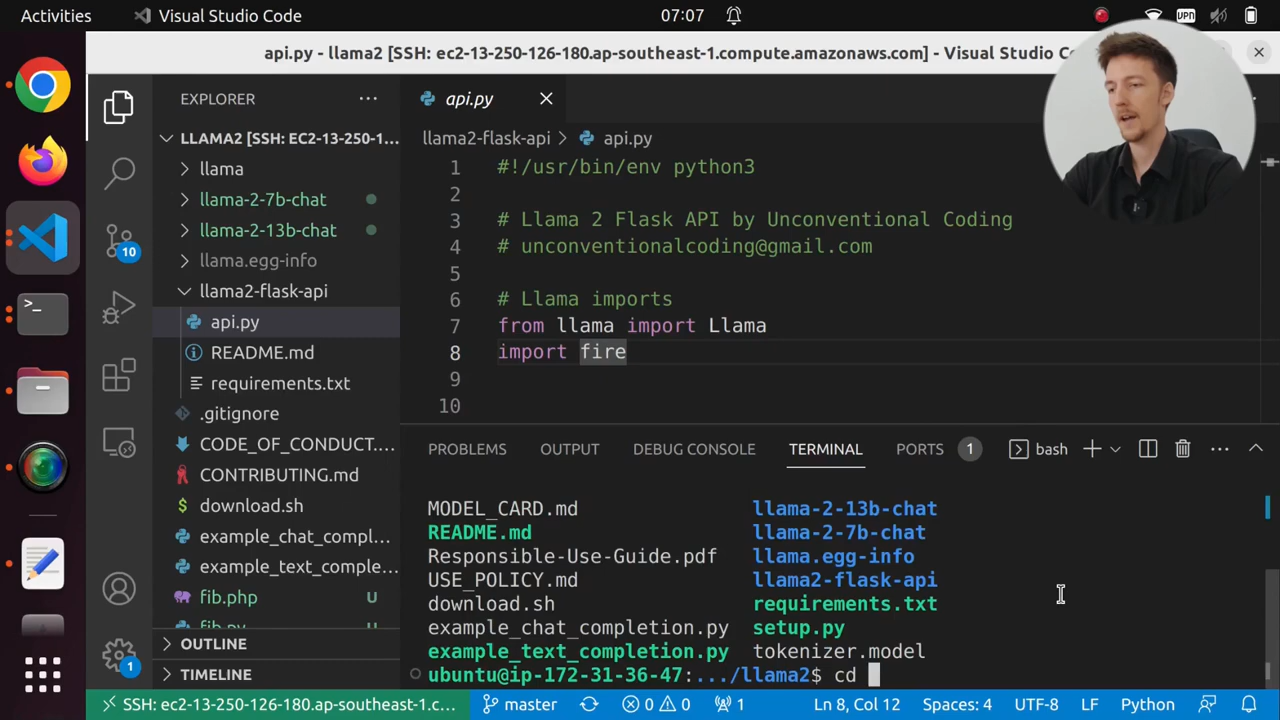 Activities
Visual Studio Code
07:07
VPN
api.py - llama2 [SSH: ec2-13-250-126-180.ap-southeast-1.compute.amazonaws.com] - Visual Studio Co
EXPLORER
LLAMA2 [SSH: EC2-13-250-1...
llama
llama-2-7b-chat
llama-2-13b-chat
llama.egg-info
llama2-flask-api
api.py
README.md
requirements.txt
.gitignore
CODE_OF_CONDUCT....
CONTRIBUTING.md
download.sh
example_chat_compl...
example_text_comple...
fib.php U
fib.py
OUTLINE
TIMELINE
10
1
api.py
llama2-flask-api > api.py
1 #!/usr/bin/env python3
2
3 # Llama 2 Flask API by Unconventional Coding
4 # unconventionalcoding@gmail.com
5
6 # Llama imports
7 from llama import Llama
8 import fire
9
10
PROBLEMS OUTPUT DEBUG CONSOLE TERMINAL PORTS 1 bash
MODEL_CARD.md llama-2-13b-chat
README.md llama-2-7b-chat
Responsible-Use-Guide.pdf llama.egg-info
USE_POLICY.md llama2-flask-api
download.sh requirements.txt
example_chat_completion.py setup.py
example_text_completion.py tokenizer.model
ubuntu@ip-172-31-36-47:.../llama2$ cd
SSH: ec2-13-250-126-180.ap-southeast-1.c... master 0 0 1 Ln 8, Col 12 Spaces: 4 UTF-8 LF Python